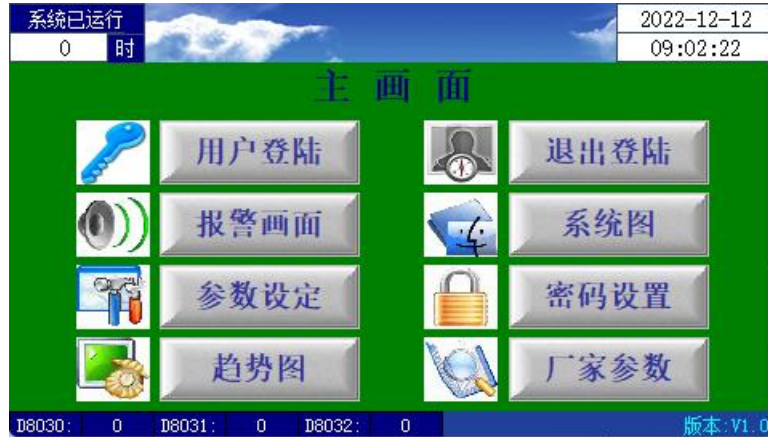 系统已运行
0 时
2022-12-12
09:02:22
主画面
用户登陆
退出登陆
报警画面
系统图
参数设定
密码设置
趋势图
厂家参数
D8030: 0 D8031: 0 D8032: 0 版本:V1.0